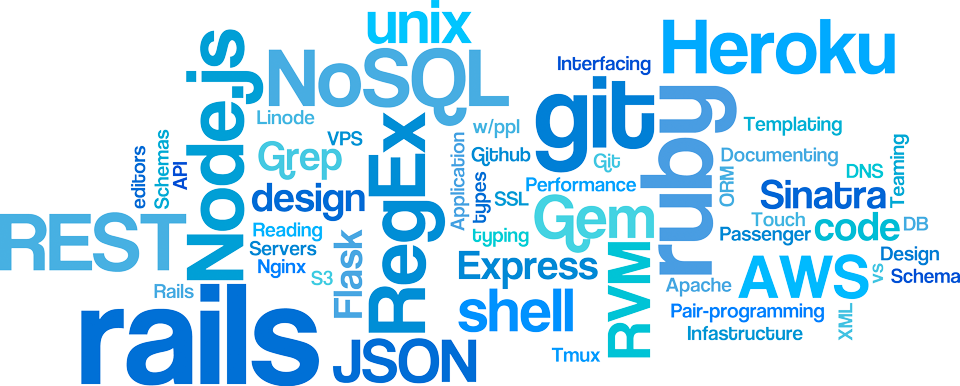 unix
Heroku
Node.js
NoSQL
Interfacing
git
ruby
Linode
RegEx
w/ppl
Templating
VPS
editors
Schemas
API
Grep
Application
Github
Git
Documenting
Teaming
DNS
ORM
types
Performance
design
SSL
Sinatra
Gem
REST
Touch
code
DB
Reading
Flask
typing
Passenger
Servers
RVM
Design
Express
AWS
vs
Nginx
S3
Schema
Rails
Apache
rails
shell
Pair-programming
XML
Infastructure
JSON
Tmux